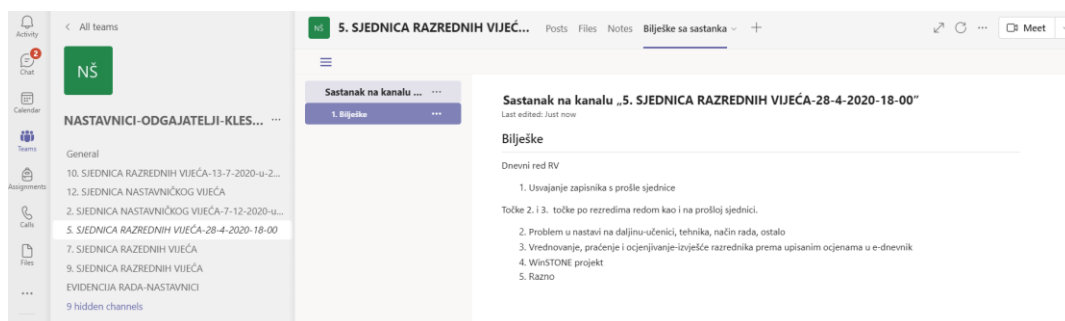 Activity
2
Chat
Calendar
Teams
Assignments
Calls
Files
All teams
NŠ
NASTAVNICI-ODGAJATELJI-KLES...
General
10. SJEDNICA RAZREDNIH VIJEĆA-13-7-2020-u-2...
12. SJEDNICA NASTAVNIČKOG VIJEĆA
2. SJEDNICA NASTAVNIČKOG VIJEĆA-7-12-2020-u...
5. SJEDNICA RAZREDNIH VIJEĆA-28-4-2020-18-00
7. SJEDNICA RAZEDNIH VIJEĆA
9. SJEDNICA RAZREDNIH VIJEĆA
EVIDENCIJA RADA-NASTAVNICI
9 hidden channels
NŠ 5. SJEDNICA RAZREDNIH VIJEĆ... Posts Files Notes Bilješke sa sastanka Meet
Sastanak na kanalu ...
1. Bilješke
Sastanak na kanalu „5. SJEDNICA RAZREDNIH VIJEĆA-28-4-2020-18-00"
Last edited: Just now
Bilješke
Dnevni red RV
1. Usvajanje zapisnika s prošle sjednice
Točke 2. i 3. točke po rezredima redom kao i na prošloj sjednici.
2. Problem u nastavi na daljinu-učenici, tehnika, način rada, ostalo
3. Vrednovanje, praćenje i ocjenjivanje-izvješće razrednika prema upisanim ocjenama u e-dnevnik
4. WinSTONE projekt
5. Razno